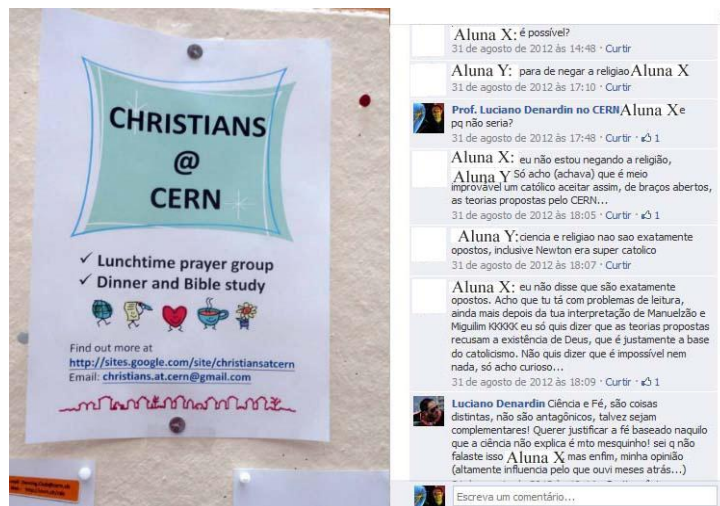 CHRISTIANS
@
CERN
✓ Lunchtime prayer group
✓ Dinner and Bible study
Find out more at
http://sites.google.com/site/christiansatcern
Email: christians.at.cern@gmail.com
Aluna X: é possível?
31 de agosto de 2012 às 14:48 · Curtir
Aluna Y: para de negar a religiao Aluna X
31 de agosto de 2012 às 17:10 · Curtir
Prof. Luciano Denardin no CERN Aluna X e
pq não seria?
31 de agosto de 2012 às 17:48 · Curtir · 1
Aluna X: eu não estou negando a religião,
Aluna Y Só acho (achava) que é meio
improvável um católico aceitar assim, de braços abertos,
as teorias propostas pelo CERN...
31 de agosto de 2012 às 18:05 · Curtir · 1
Aluna Y: ciencia e religiao nao sao exatamente
opostos, inclusive Newton era super catolico
31 de agosto de 2012 às 18:07 · Curtir
Aluna X: eu não disse que são exatamente
opostos. Acho que tu tá com problemas de leitura,
ainda mais depois da tua interpretação de Manuelzão e
Miguilim KKKKK eu só quis dizer que as teorias propostas
recusam a existência de Deus, que é justamente a base
do catolicismo. Não quis dizer que é impossível nem
nada, só acho curioso...
31 de agosto de 2012 às 18:09 · Curtir · 1
Luciano Denardin Ciência e Fé, são coisas
distintas, não são antagônicos, talvez sejam
complementares! Querer justificar a fé baseado naquilo
que a ciência não explica é mto mesquinho! sei q não
falaste isso Aluna X, mas enfim, minha opinião
(altamente influencia pelo que ouvi meses atrás...)
Escreva um comentário...